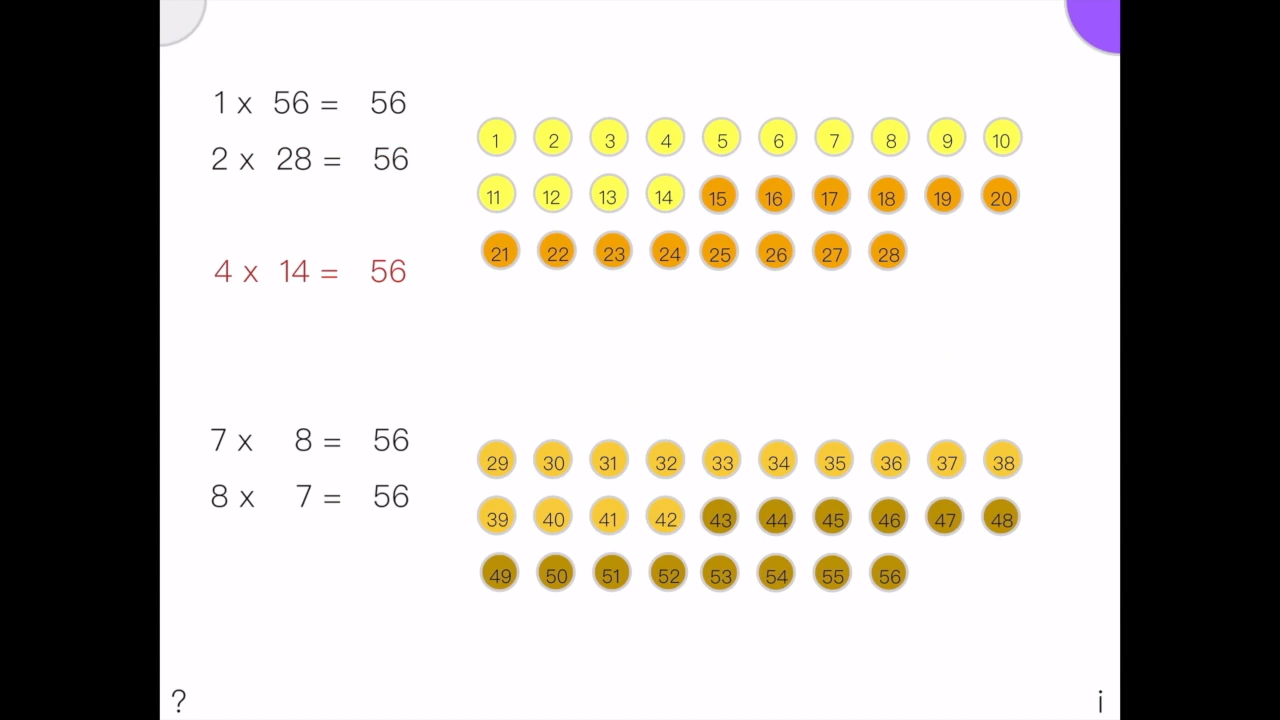 1 x 56 = 56
2 x 28 = 56
4 x 14 = 56
7 x 8 = 56
8 x 7 = 56
1 2 3 4 5 6 7 8 9 10
11 12 13 14 15 16 17 18 19 20
21 22 23 24 25 26 27 28
29 30 31 32 33 34 35 36 37 38
39 40 41 42 43 44 45 46 47 48
49 50 51 52 53 54 55 56
? i